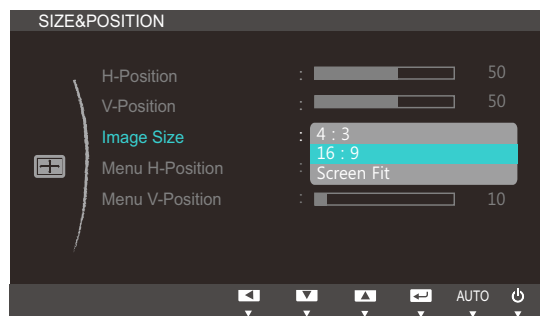 SIZE&POSITION
H-Position : 50
V-Position : 50
Image Size : 4 : 3
16 : 9
Menu H-Position : Screen Fit
Menu V-Position : 10
AUTO